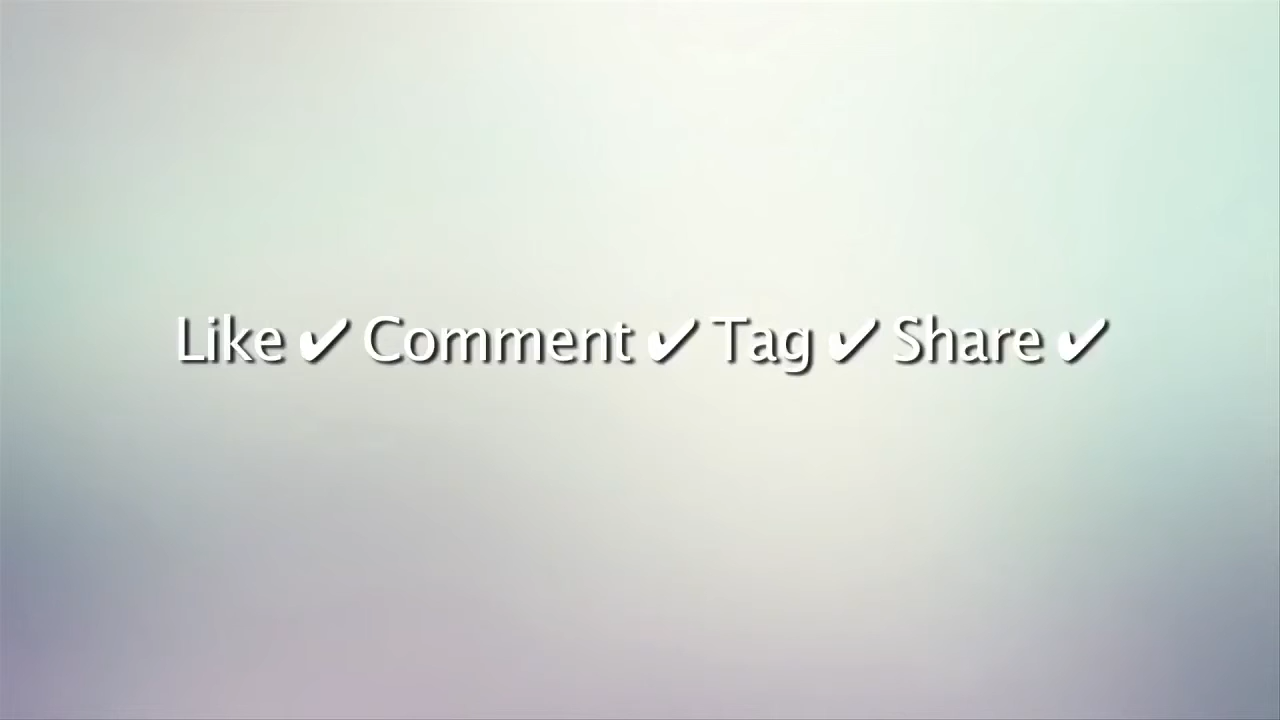 Like ✔ Comment ✔ Tag ✔ Share ✔